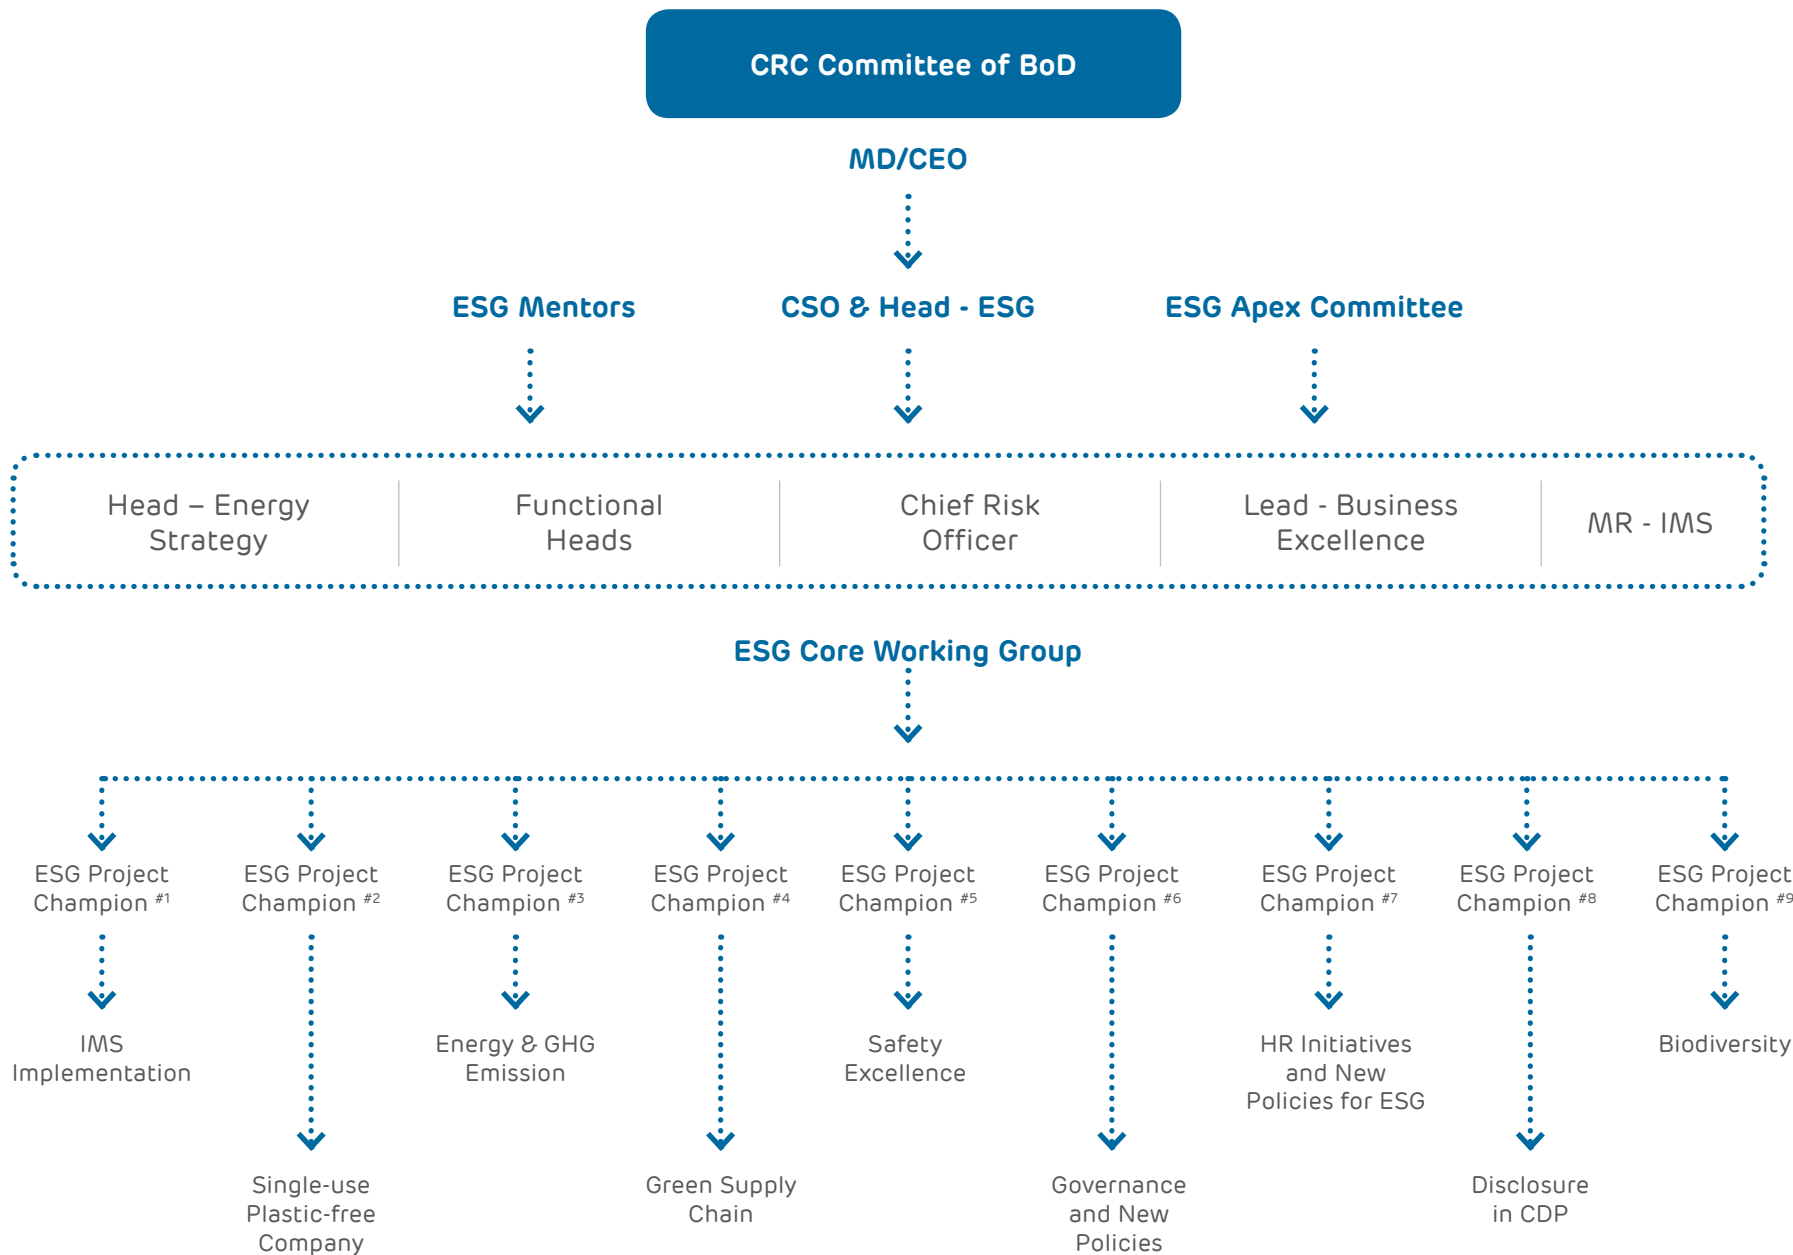 CRC Committee of BoD
MD/CEO
ESG Mentors
CSO & Head - ESG
ESG Apex Committee
Head – Energy
Strategy
Functional
Heads
Chief Risk
Officer
Lead - Business
Excellence
MR - IMS
ESG Core Working Group
ESG Project
Champion #1
ESG Project
Champion #2
ESG Project
Champion #3
ESG Project
Champion #4
ESG Project
Champion #5
ESG Project
Champion #6
ESG Project
Champion #7
ESG Project
Champion #8
ESG Project
Champion #9
IMS
Implementation
Energy & GHG
Emission
Safety
Excellence
HR Initiatives
and New
Policies for ESG
Biodiversity
Single-use
Plastic-free
Company
Green Supply
Chain
Governance
and New
Policies
Disclosure
in CDP